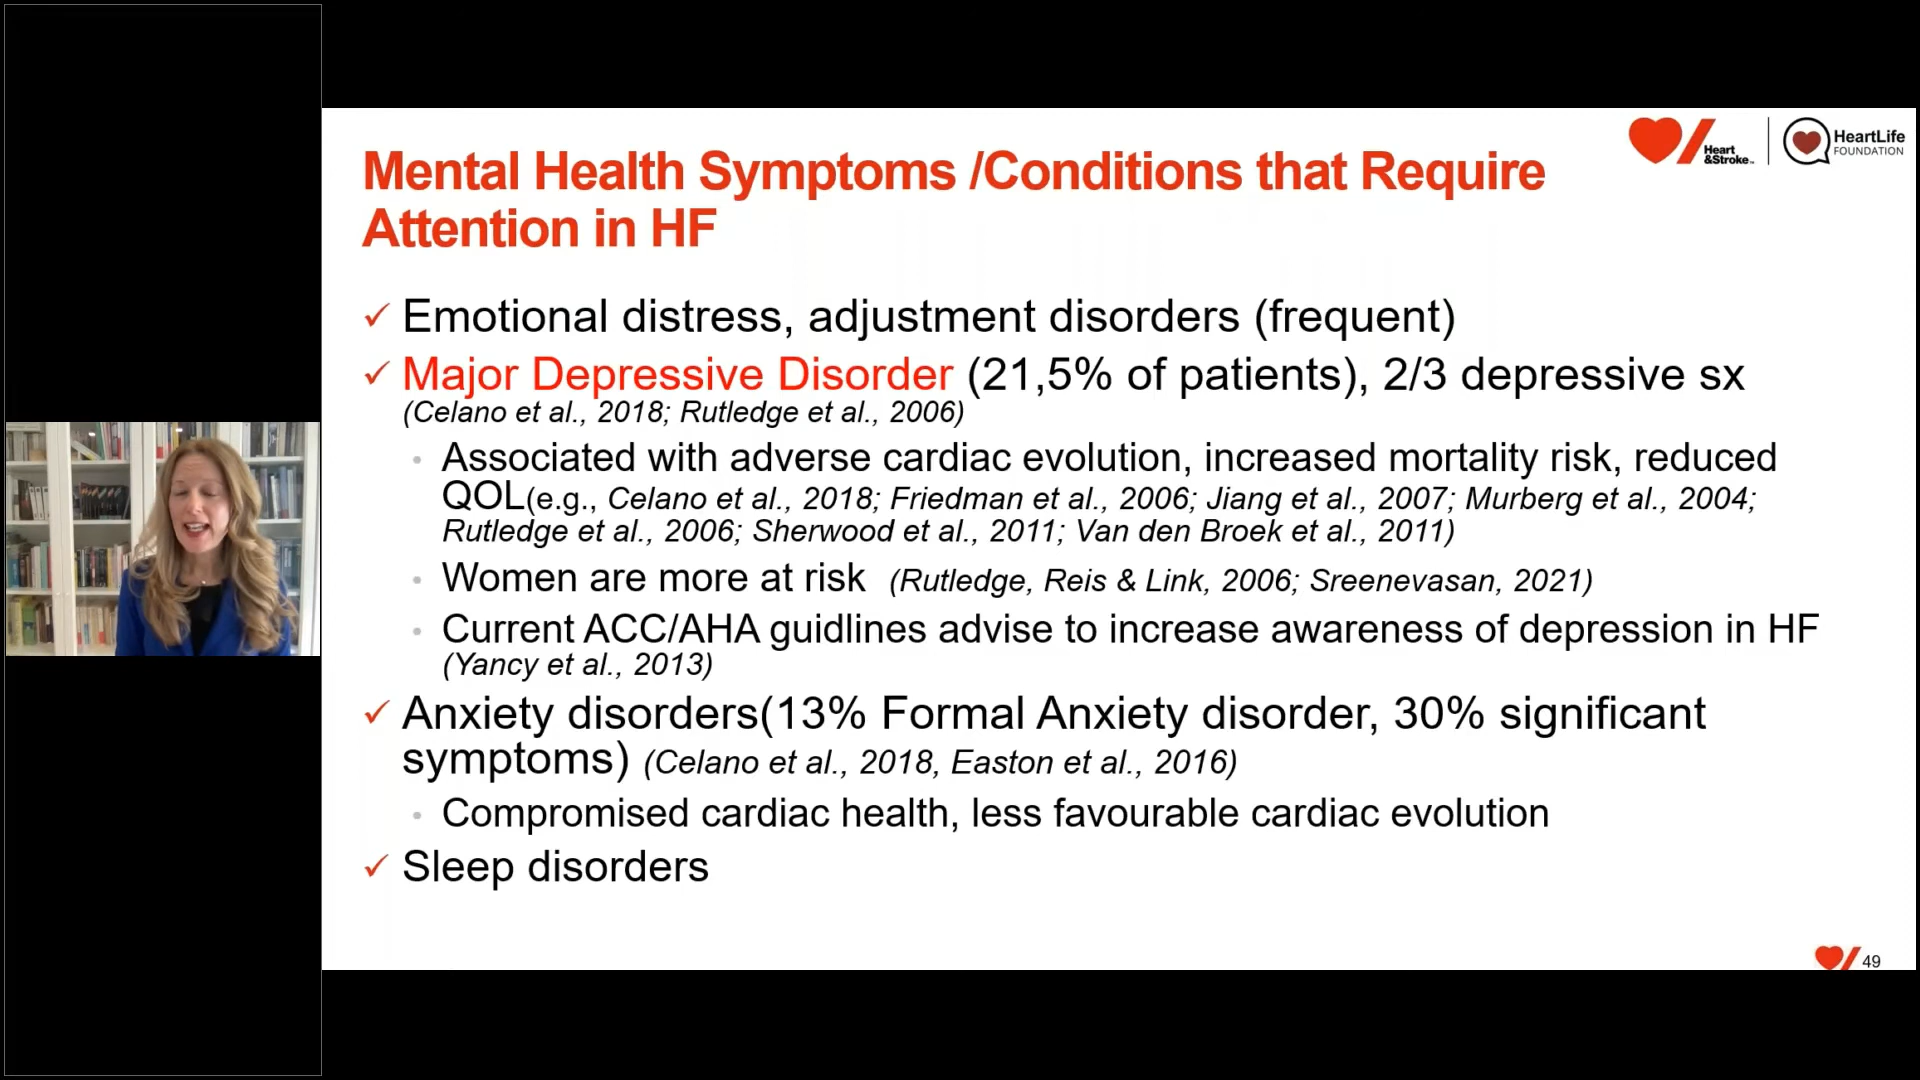 Heart
&Stroke™
HeartLife
FOUNDATION
Mental Health Symptoms /Conditions that Require
Attention in HF
✓ Emotional distress, adjustment disorders (frequent)
✓ Major Depressive Disorder (21,5% of patients), 2/3 depressive sx
(Celano et al., 2018; Rutledge et al., 2006)
• Associated with adverse cardiac evolution, increased mortality risk, reduced
QOL(e.g., Celano et al., 2018; Friedman et al., 2006; Jiang et al., 2007; Murberg et al., 2004;
Rutledge et al., 2006; Sherwood et al., 2011; Van den Broek et al., 2011)
• Women are more at risk (Rutledge, Reis & Link, 2006; Sreenevasan, 2021)
• Current ACC/AHA guidlines advise to increase awareness of depression in HF
(Yancy et al., 2013)
✓ Anxiety disorders(13% Formal Anxiety disorder, 30% significant
symptoms) (Celano et al., 2018, Easton et al., 2016)
• Compromised cardiac health, less favourable cardiac evolution
✓ Sleep disorders
49